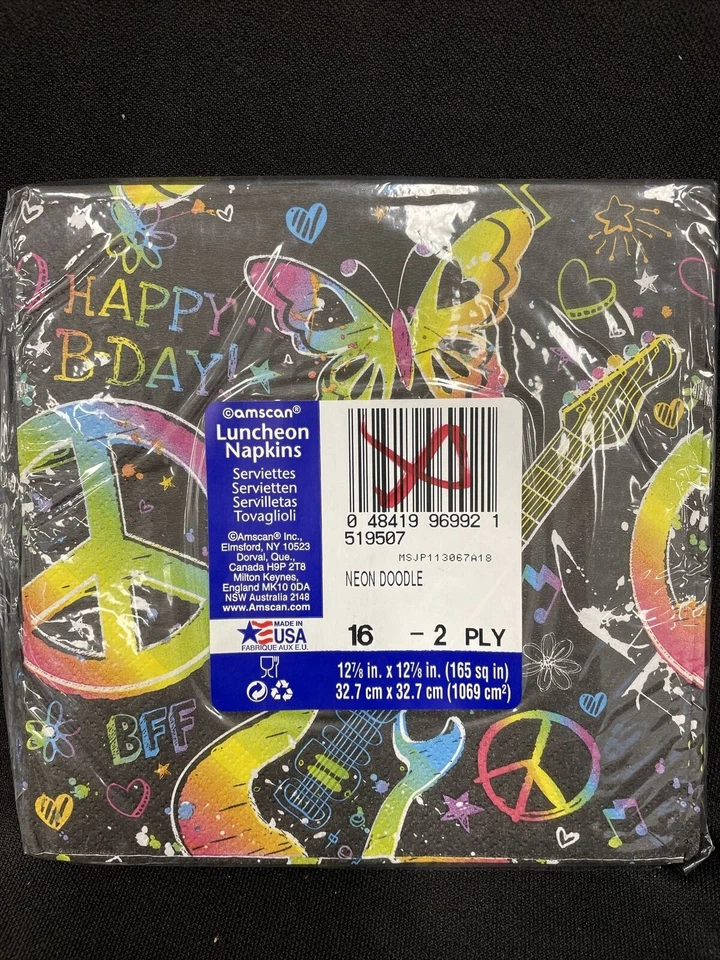 HAPPY
B·DAY!
©amscan®
Luncheon
Napkins
Serviettes
Servietten
Servilletas
Tovaglioli
©Amscan® Inc.,
Elmsford, NY 10523
Dorval, Que.,
Canada H9P 2T8
Milton Keynes,
England MK10 0DA
NSW Australia 2148
www.Amscan.com
MADE IN
USA
FABRIQUE AUX E.U.
0 48419 96992 1
519507
MSJP113067A18
NEON DOODLE
16 - 2 PLY
12⅞ in. x 12⅞ in. (165 sq in)
32.7 cm x 32.7 cm (1069 cm²)
BFF